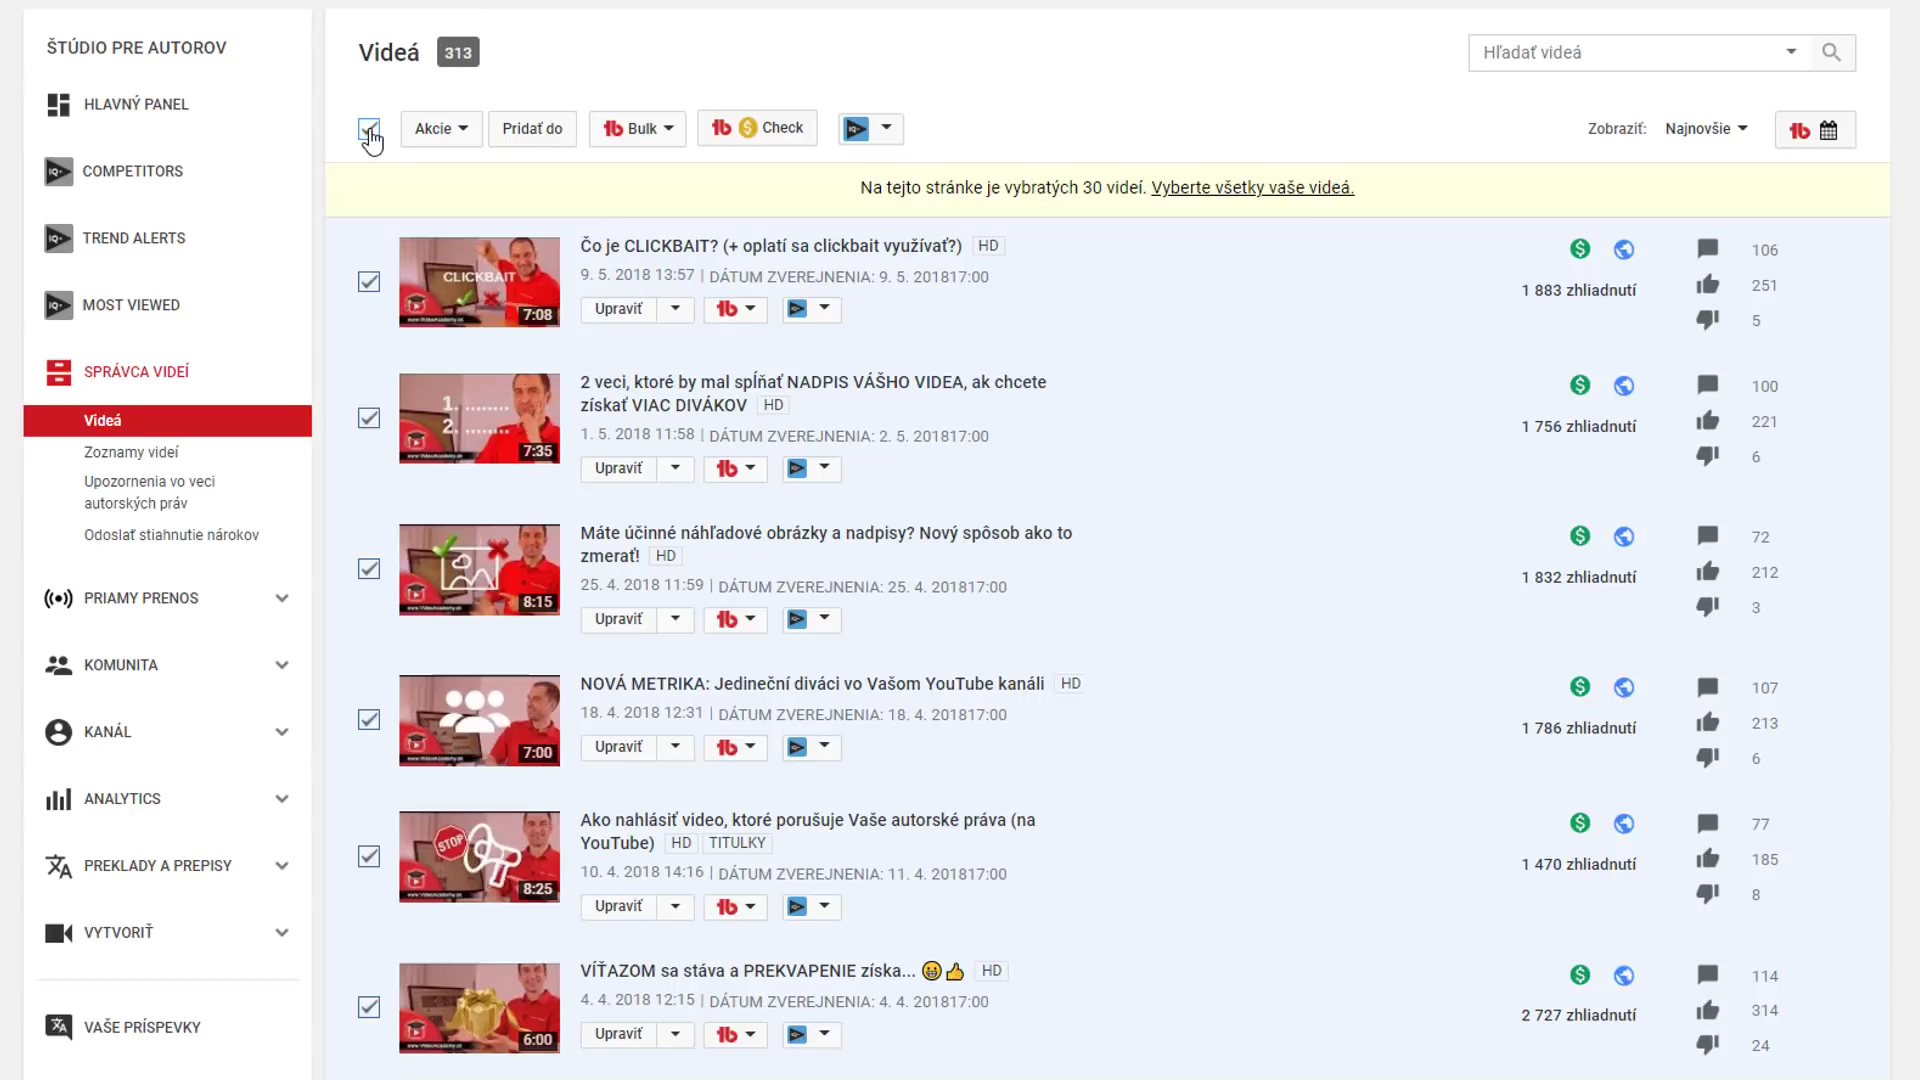 ŠTÚDIO PRE AUTOROV
HLAVNÝ PANEL
COMPETITORS
TREND ALERTS
MOST VIEWED
SPRÁVCA VIDEÍ
Videá
Zoznamy videí
Upozornenia vo veci
autorských práv
Odoslať stiahnutie nárokov
PRIAMY PRENOS
KOMUNITA
KANÁL
ANALYTICS
PREKLADY A PREPISY
VYTVORIŤ
VAŠE PRÍSPEVKY
Videá 313
Hľadať videá
Akcie Pridať do Bulk Check
Zobraziť: Najnovšie
Na tejto stránke je vybratých 30 videí. Vyberte všetky vaše videá.
CLICKBAIT
7:08
Čo je CLICKBAIT? (+ oplatí sa clickbait využívať?) HD
9. 5. 2018 13:57 | DÁTUM ZVEREJNENIA: 9. 5. 201817:00
Upraviť
1 883 zhliadnutí
106
251
5
1. ........
2. ........
7:35
2 veci, ktoré by mal spĺňať NADPIS VÁŠHO VIDEA, ak chcete
získať VIAC DIVÁKOV HD
1. 5. 2018 11:58 | DÁTUM ZVEREJNENIA: 2. 5. 201817:00
Upraviť
1 756 zhliadnutí
100
221
6
8:15
Máte účinné náhľadové obrázky a nadpisy? Nový spôsob ako to
zmerať! HD
25. 4. 2018 11:59 | DÁTUM ZVEREJNENIA: 25. 4. 201817:00
Upraviť
1 832 zhliadnutí
72
212
3
7:00
NOVÁ METRIKA: Jedineční diváci vo Vašom YouTube kanáli HD
18. 4. 2018 12:31 | DÁTUM ZVEREJNENIA: 18. 4. 201817:00
Upraviť
1 786 zhliadnutí
107
213
6
STOP
8:25
Ako nahlásiť video, ktoré porušuje Vaše autorské práva (na
YouTube) HD TITULKY
10. 4. 2018 14:16 | DÁTUM ZVEREJNENIA: 11. 4. 201817:00
Upraviť
1 470 zhliadnutí
77
185
8
6:00
VÍŤAZOM sa stáva a PREKVAPENIE získa... 😀👍 HD
4. 4. 2018 12:15 | DÁTUM ZVEREJNENIA: 4. 4. 201817:00
Upraviť
2 727 zhliadnutí
114
314
24